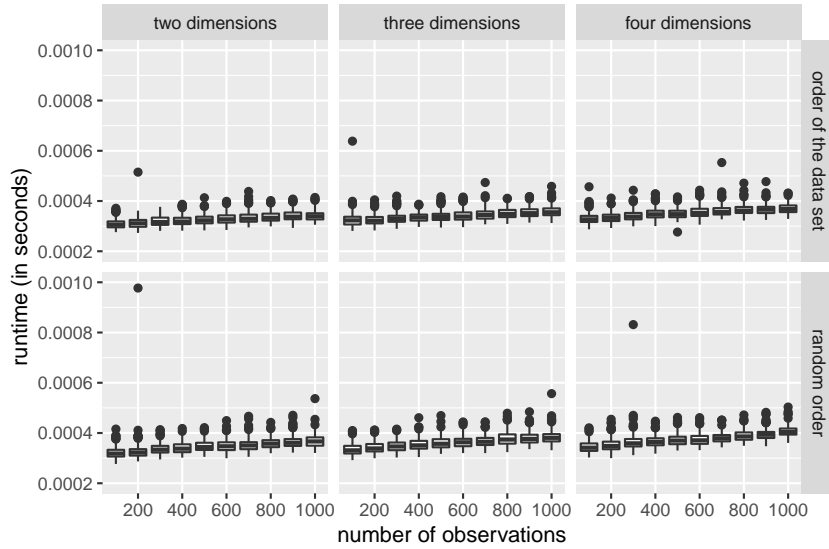 two dimensions
three dimensions
four dimensions
0.0010
0.0008
0.0006
0.0004
0.0002
order of the data set
0.0010
0.0008
0.0006
0.0004
0.0002
random order
runtime (in seconds)
200 400 600 800 1000
200 400 600 800 1000
200 400 600 800 1000
number of observations